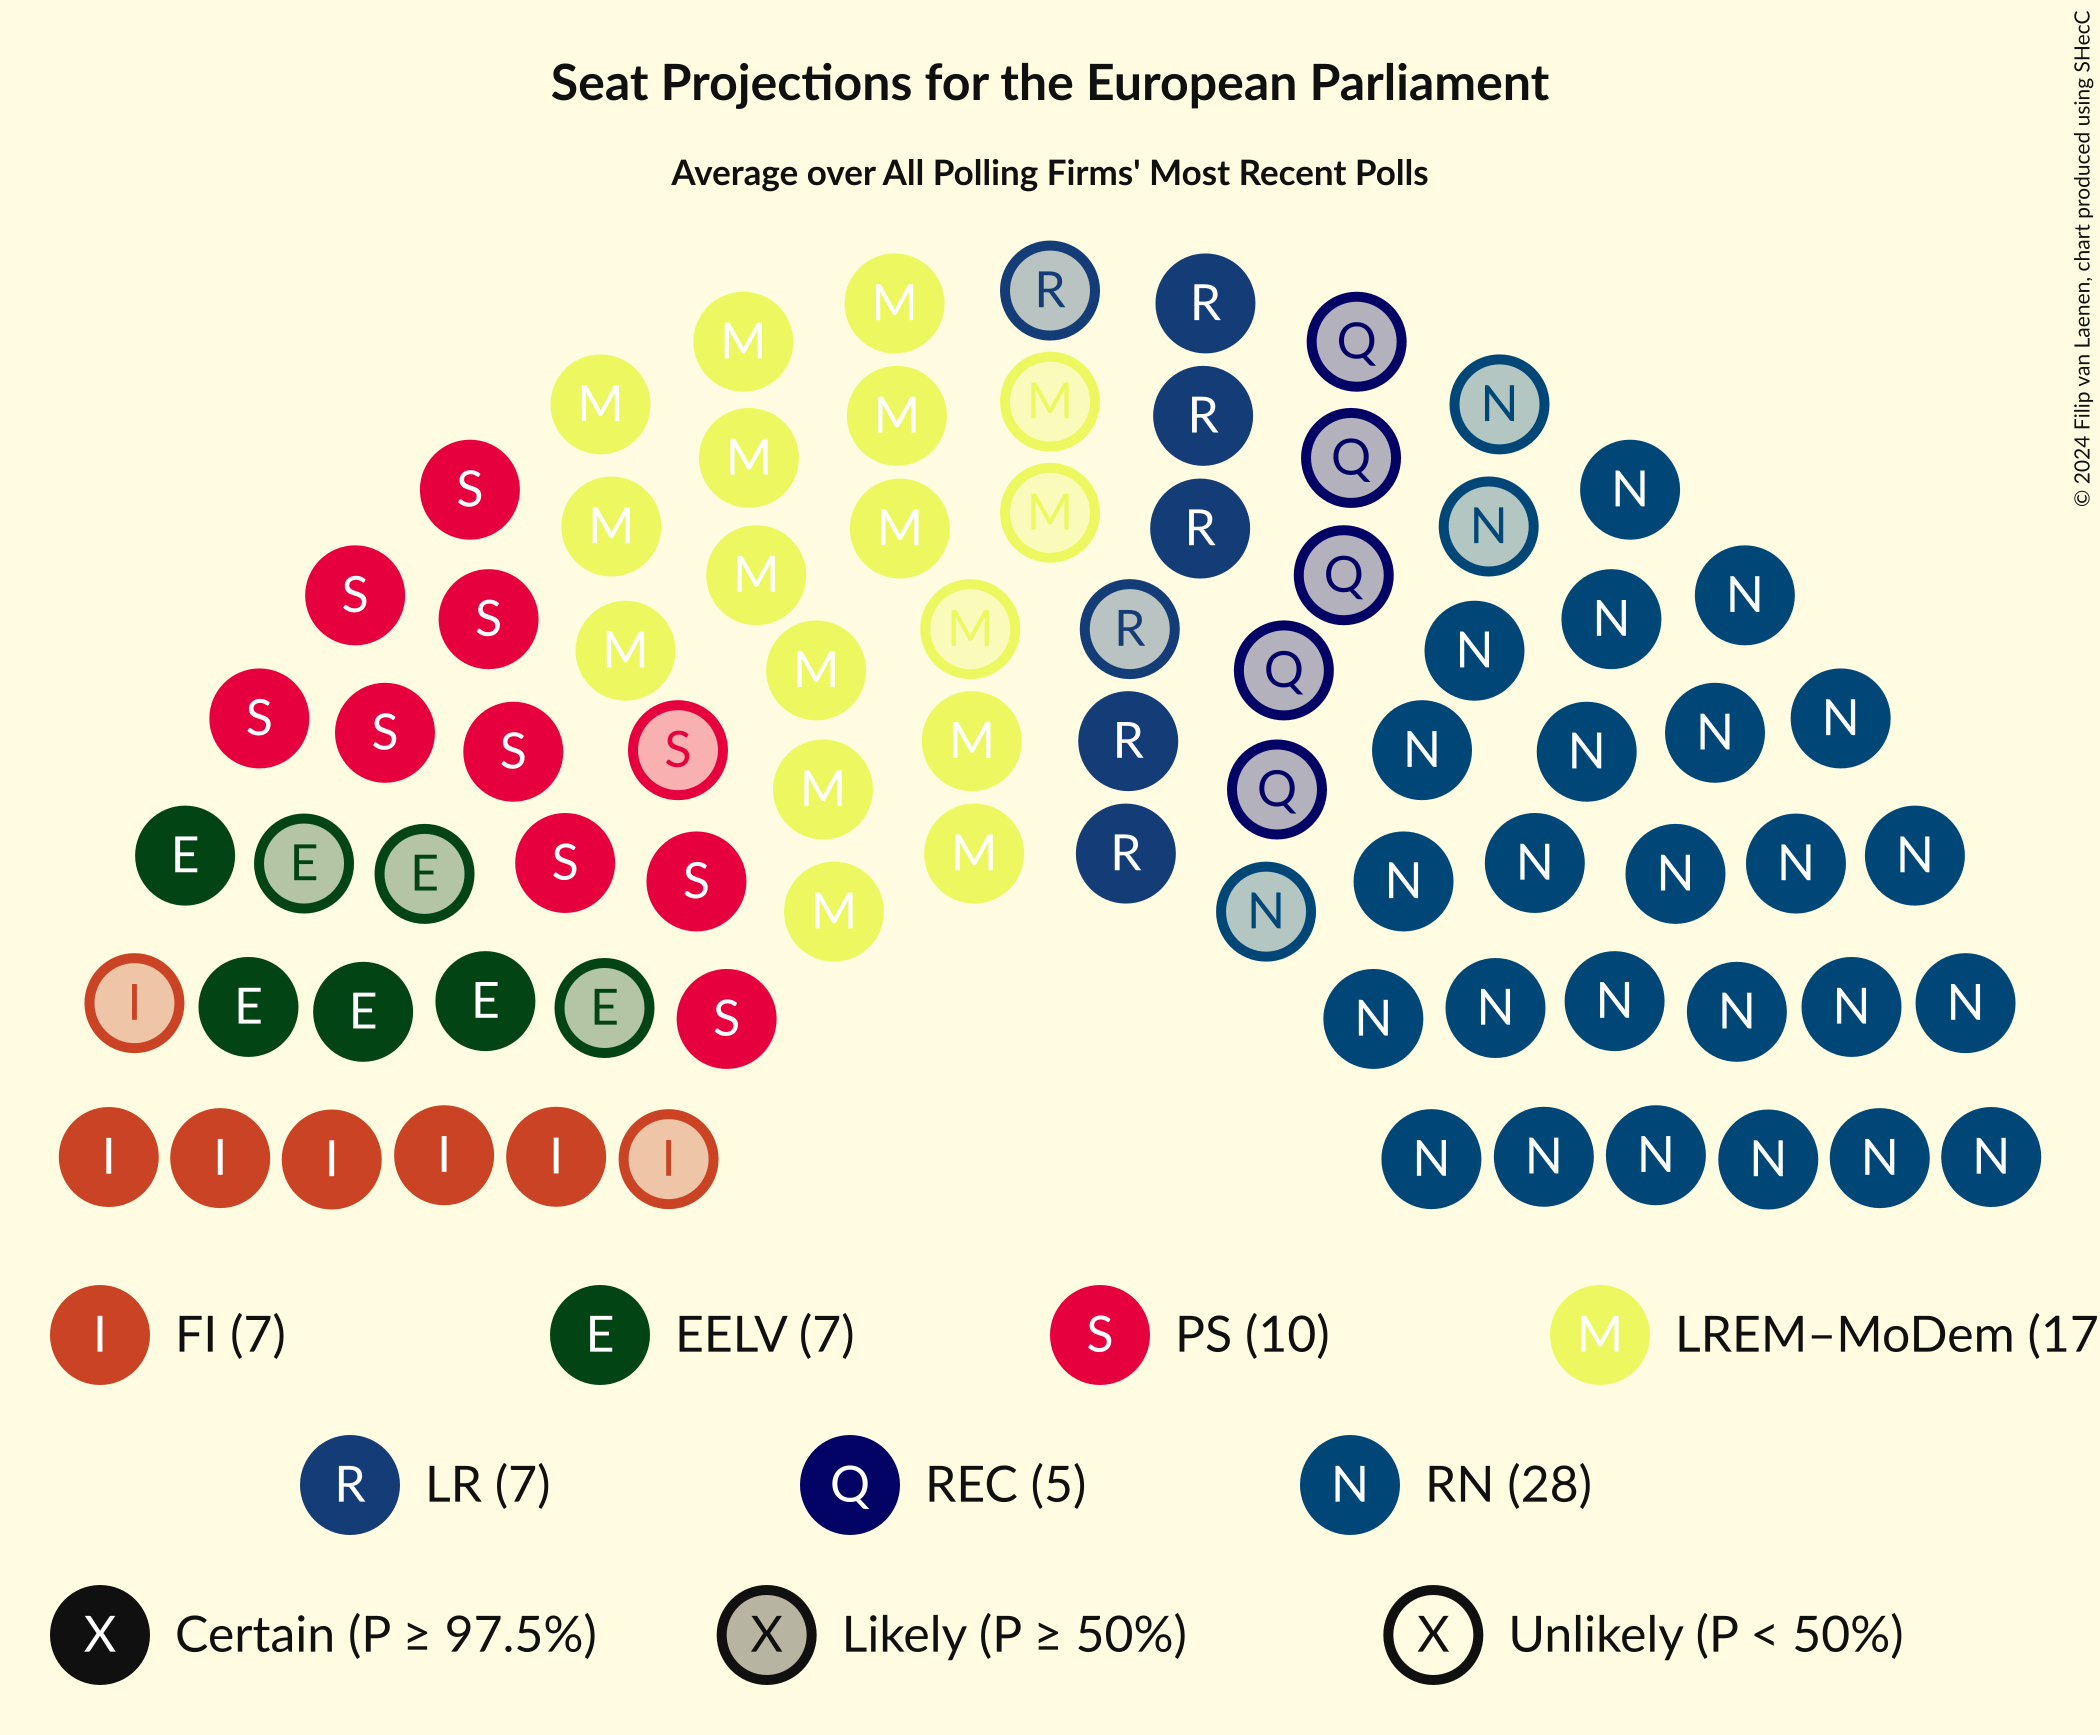 Seat Projections for the European Parliament
Average over All Polling Firms' Most Recent Polls
© 2024 Filip van Laenen, chart produced using SHecC
R
M R R Q
M M N
M M R Q
S M M M R N N
S S M M Q N N
M M R Q N
S S S S M M R N N N N
E E E S S M M R Q N N N N N
M N
I E E E E S N N N N N N
I I I I I I N N N N N N
I FI (7) E EELV (7) S PS (10) M LREM–MoDem (17
R LR (7) Q REC (5) N RN (28)
X Certain (P ≥ 97.5%) X Likely (P ≥ 50%) X Unlikely (P < 50%)